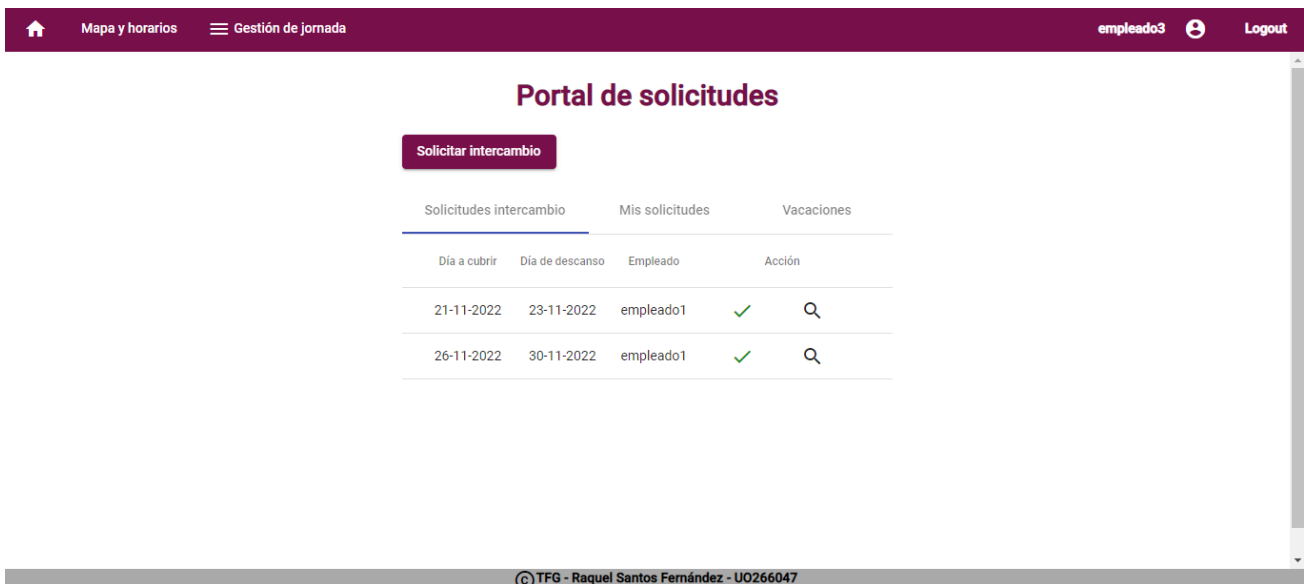 Mapa y horarios Gestión de jornada empleado3 Logout
Portal de solicitudes
Solicitar intercambio
Solicitudes intercambio Mis solicitudes Vacaciones
Día a cubrir Día de descanso Empleado Acción
21-11-2022 23-11-2022 empleado1
26-11-2022 30-11-2022 empleado1
© TFG - Raquel Santos Fernández - UO266047